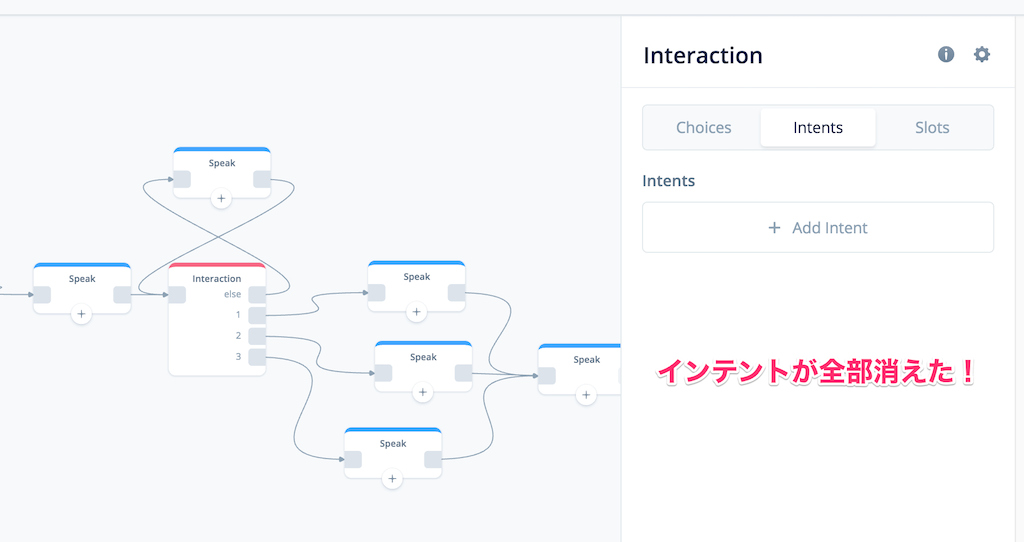 Interaction
Choices
Intents
Slots
Intents
+ Add Intent
インテントが全部消えた！
Speak
+
Speak
+
Interaction
else
1
2
3
Speak
+
Speak
+
Speak
+
Speak
+